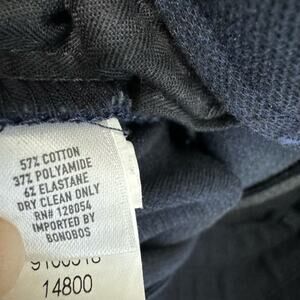 57% COTTON
37% POLYAMIDE
6% ELASTANE
DRY CLEAN ONLY
RN# 128054
IMPORTED BY
BONOBOS
14800